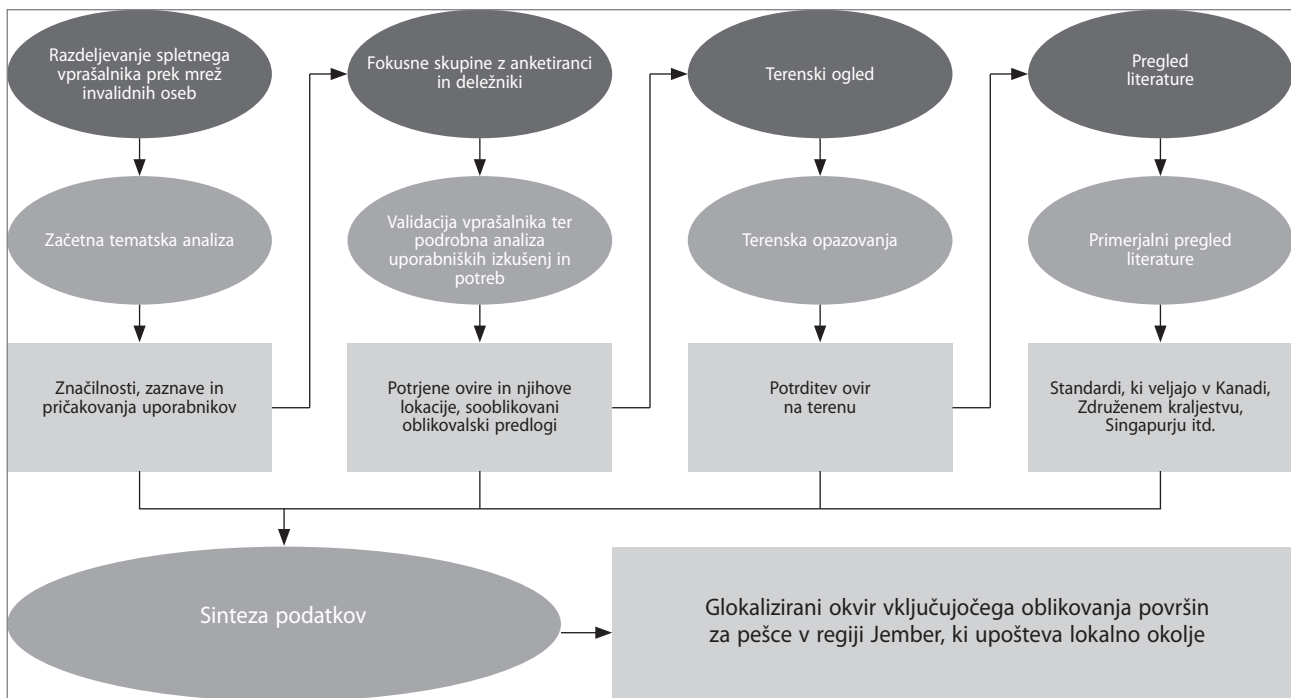 Razdeljevanje spletnega
vprašalnika prek mrež
invalidnih oseb
Fokusne skupine z anketiranci
in deležniki
Terenski ogled
Pregled
literature
Začetna tematska analiza
Validacija vprašalnika ter
podrobna analiza
uporabniških izkušenj in
potreb
Terenska opazovanja
Primerjalni pregled
literature
Značilnosti, zaznave in
pričakovanja uporabnikov
Potrjene ovire in njihove
lokacije, sooblikovani
oblikovalski predlogi
Potrditev ovir
na terenu
Standardi, ki veljajo v Kanadi,
Združenem kraljestvu,
Singapurju itd.
Sinteza podatkov
Glokalizirani okvir vključujočega oblikovanja površin
za pešce v regiji Jember, ki upošteva lokalno okolje